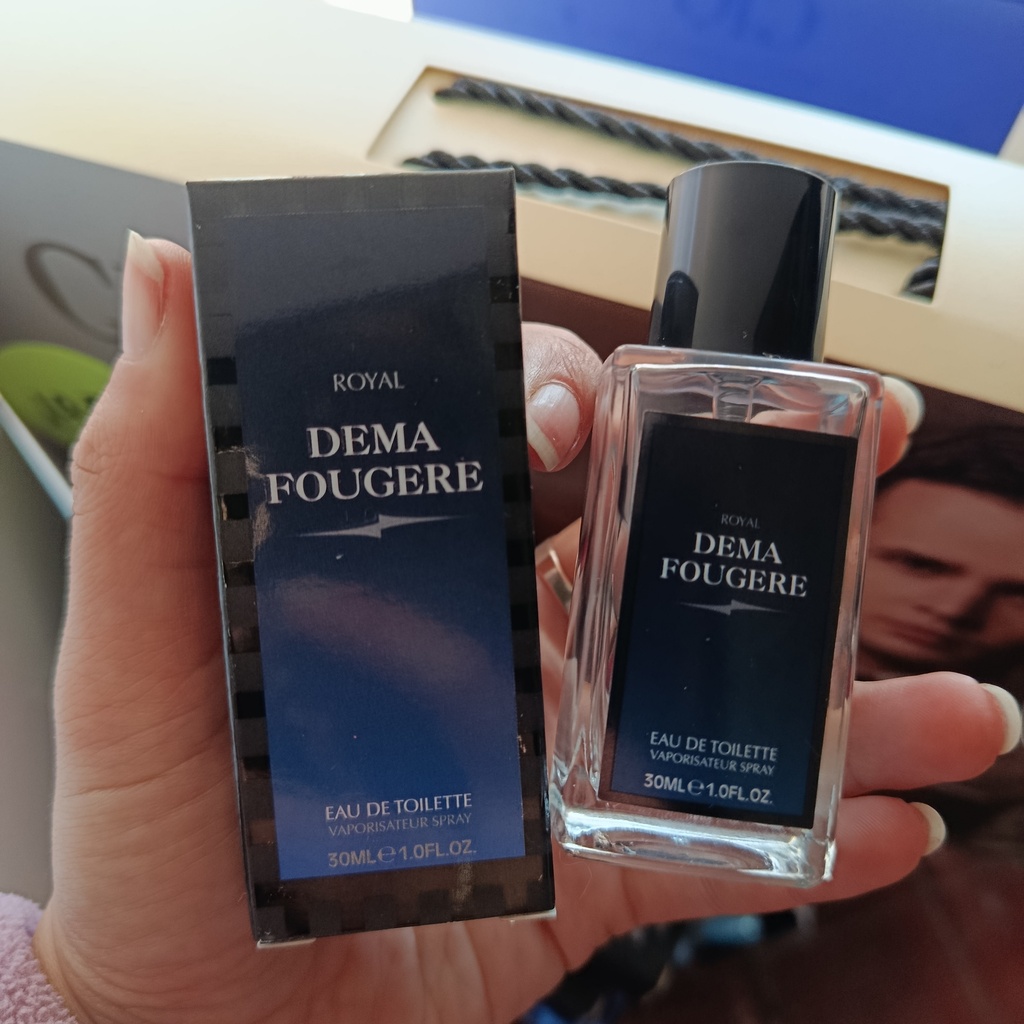 ROYAL
DEMA
FOUGERE
EAU DE TOILETTE
VAPORISATEUR SPRAY
30ML℮1.0FL.OZ.
ROYAL
DEMA
FOUGERE
EAU DE TOILETTE
VAPORISATEUR SPRAY
30ML℮1.0FL.OZ.